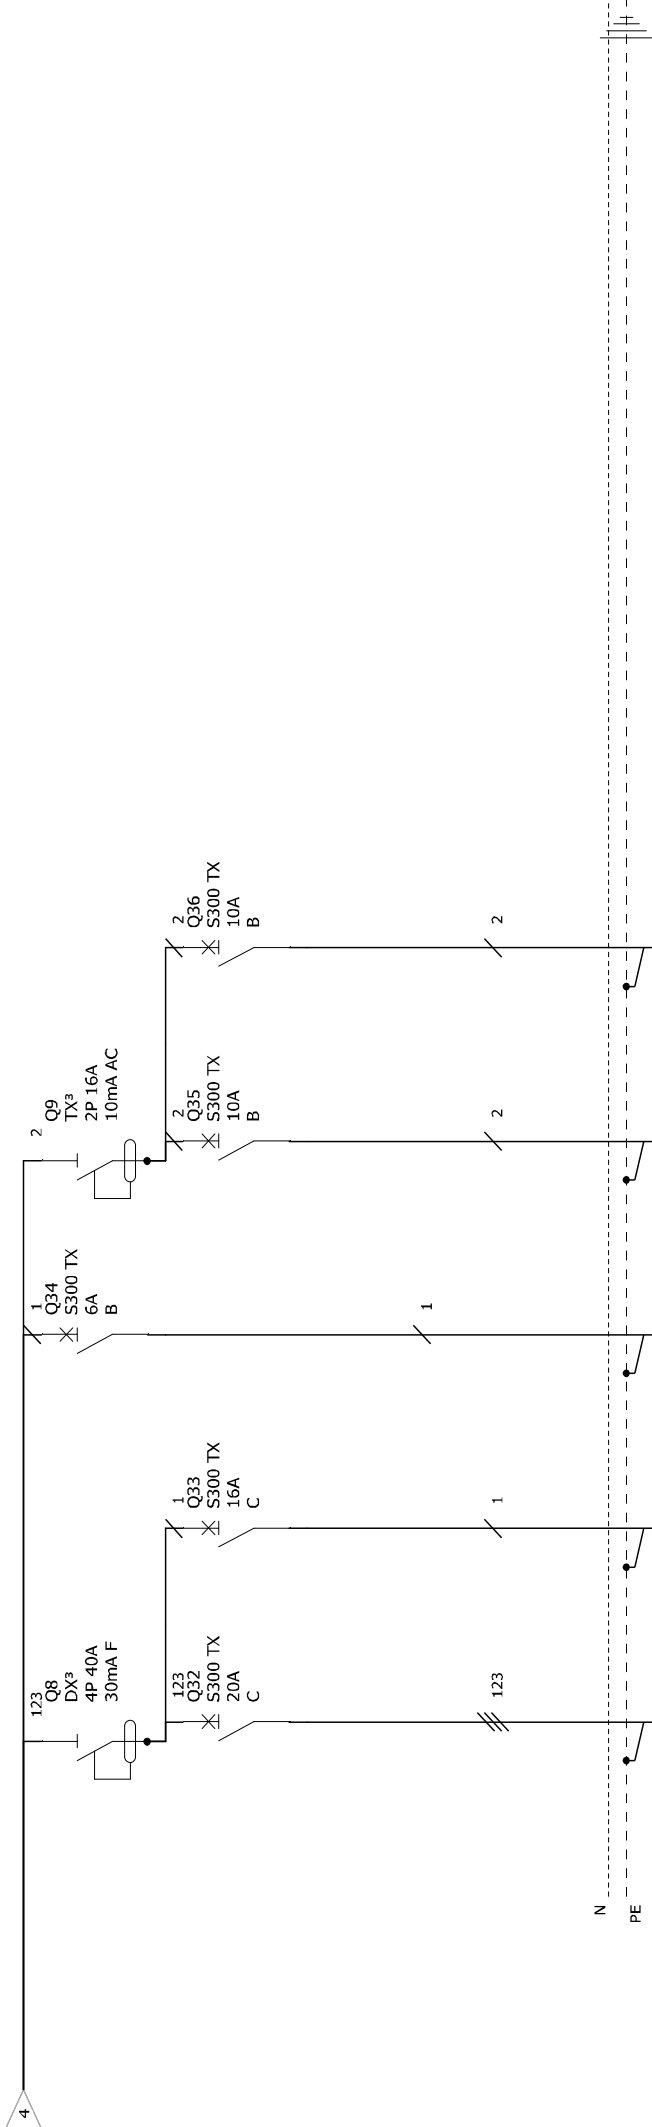 4
123
Q8
DX³
4P 40A
30mA F
123
Q32
S300 TX
20A
C
123
1
Q33
S300 TX
16A
C
1
1
Q34
S300 TX
6A
B
1
2
Q9
TX³
2P 16A
10mA AC
2
Q35
S300 TX
10A
B
2
2
Q36
S300 TX
10A
B
2
N
PE